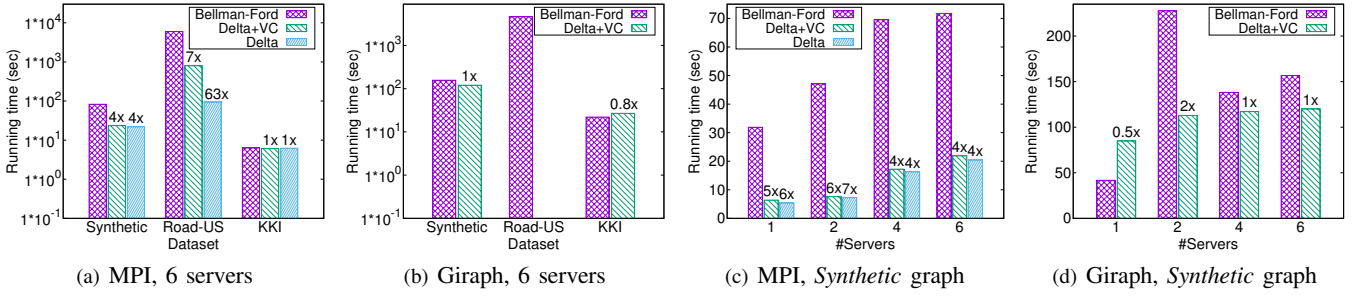 Running time (sec)
1*10^4
1*10^3
1*10^2
1*10^1
1*10^0
1*10^{-1}
Bellman-Ford
Delta+VC
Delta
4x 4x
7x
63x
1x 1x
Synthetic Road-US KKI
Dataset
(a) MPI, 6 servers
Running time (sec)
1*10^3
1*10^2
1*10^1
1*10^0
1*10^{-1}
Bellman-Ford
Delta+VC
1x
0.8x
Synthetic Road-US KKI
Dataset
(b) Giraph, 6 servers
Running time (sec)
70
60
50
40
30
20
10
0
Bellman-Ford
Delta+VC
Delta
5x 6x
6x 7x
4x 4x
4x 4x
1 2 4 6
#Servers
(c) MPI, Synthetic graph
Running time (sec)
200
150
100
50
0
Bellman-Ford
Delta+VC
0.5x
2x
1x
1x
1 2 4 6
#Servers
(d) Giraph, Synthetic graph